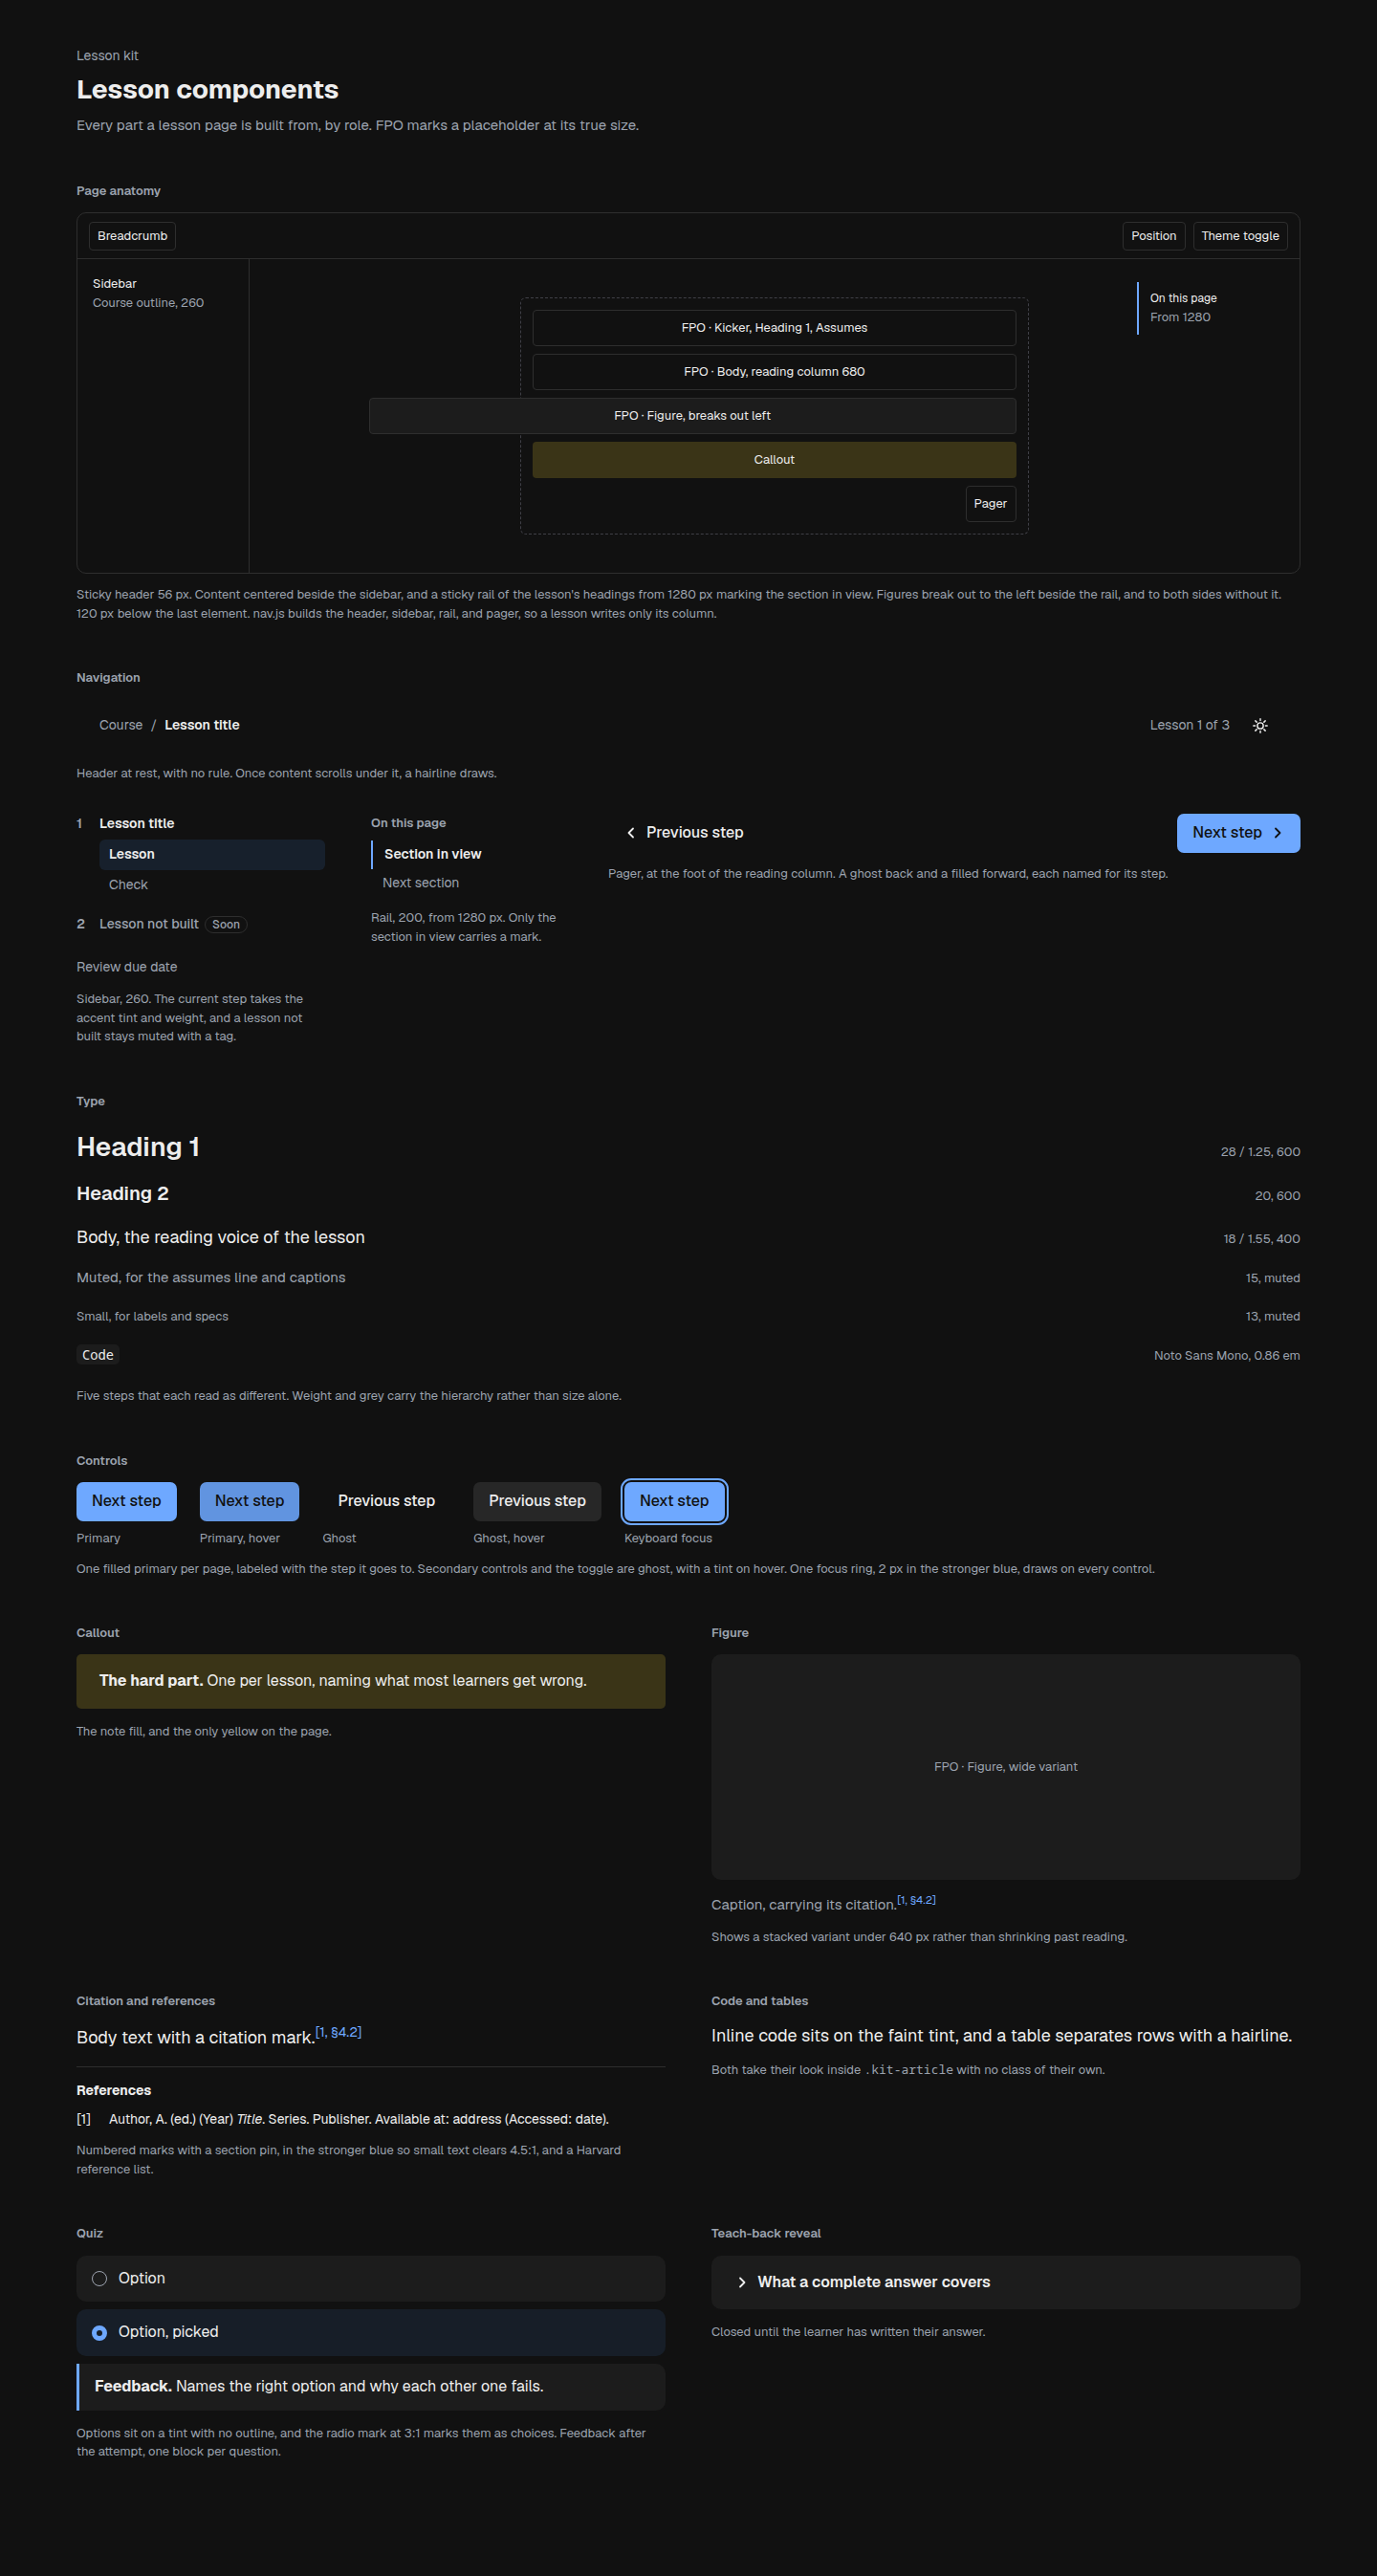 Lesson kit
Lesson components
Every part a lesson page is built from, by role. FPO marks a placeholder at its true size.
Page anatomy
Breadcrumb
Position
Theme toggle
Sidebar
Course outline, 260
FPO · Kicker, Heading 1, Assumes
FPO · Body, reading column 680
FPO · Figure, breaks out left
Callout
Pager
On this page
From 1280
Sticky header 56 px. Content centered beside the sidebar, and a sticky rail of the lesson's headings from 1280 px marking the section in view. Figures break out to the left beside the rail, and to both sides without it.
120 px below the last element. nav.js builds the header, sidebar, rail, and pager, so a lesson writes only its column.
Navigation
Course / Lesson title
Lesson 1 of 3
Header at rest, with no rule. Once content scrolls under it, a hairline draws.
1 Lesson title
Lesson
Check
2 Lesson not built Soon
Review due date
Sidebar, 260. The current step takes the
accent tint and weight, and a lesson not
built stays muted with a tag.
On this page
Section in view
Next section
Rail, 200, from 1280 px. Only the
section in view carries a mark.
Previous step
Next step
Pager, at the foot of the reading column. A ghost back and a filled forward, each named for its step.
Type
Heading 1
28 / 1.25, 600
Heading 2
20, 600
Body, the reading voice of the lesson
18 / 1.55, 400
Muted, for the assumes line and captions
15, muted
Small, for labels and specs
13, muted
Code
Noto Sans Mono, 0.86 em
Five steps that each read as different. Weight and grey carry the hierarchy rather than size alone.
Controls
Next step
Next step
Previous step
Previous step
Next step
Primary
Primary, hover
Ghost
Ghost, hover
Keyboard focus
One filled primary per page, labeled with the step it goes to. Secondary controls and the toggle are ghost, with a tint on hover. One focus ring, 2 px in the stronger blue, draws on every control.
Callout
The hard part. One per lesson, naming what most learners get wrong.
The note fill, and the only yellow on the page.
Figure
FPO · Figure, wide variant
Caption, carrying its citation.[1, §4.2]
Shows a stacked variant under 640 px rather than shrinking past reading.
Citation and references
Body text with a citation mark.[1, §4.2]
References
[1] Author, A. (ed.) (Year) Title. Series. Publisher. Available at: address (Accessed: date).
Numbered marks with a section pin, in the stronger blue so small text clears 4.5:1, and a Harvard
reference list.
Code and tables
Inline code sits on the faint tint, and a table separates rows with a hairline.
Both take their look inside .kit-article with no class of their own.
Quiz
Option
Option, picked
Feedback. Names the right option and why each other one fails.
Options sit on a tint with no outline, and the radio mark at 3:1 marks them as choices. Feedback after
the attempt, one block per question.
Teach-back reveal
What a complete answer covers
Closed until the learner has written their answer.